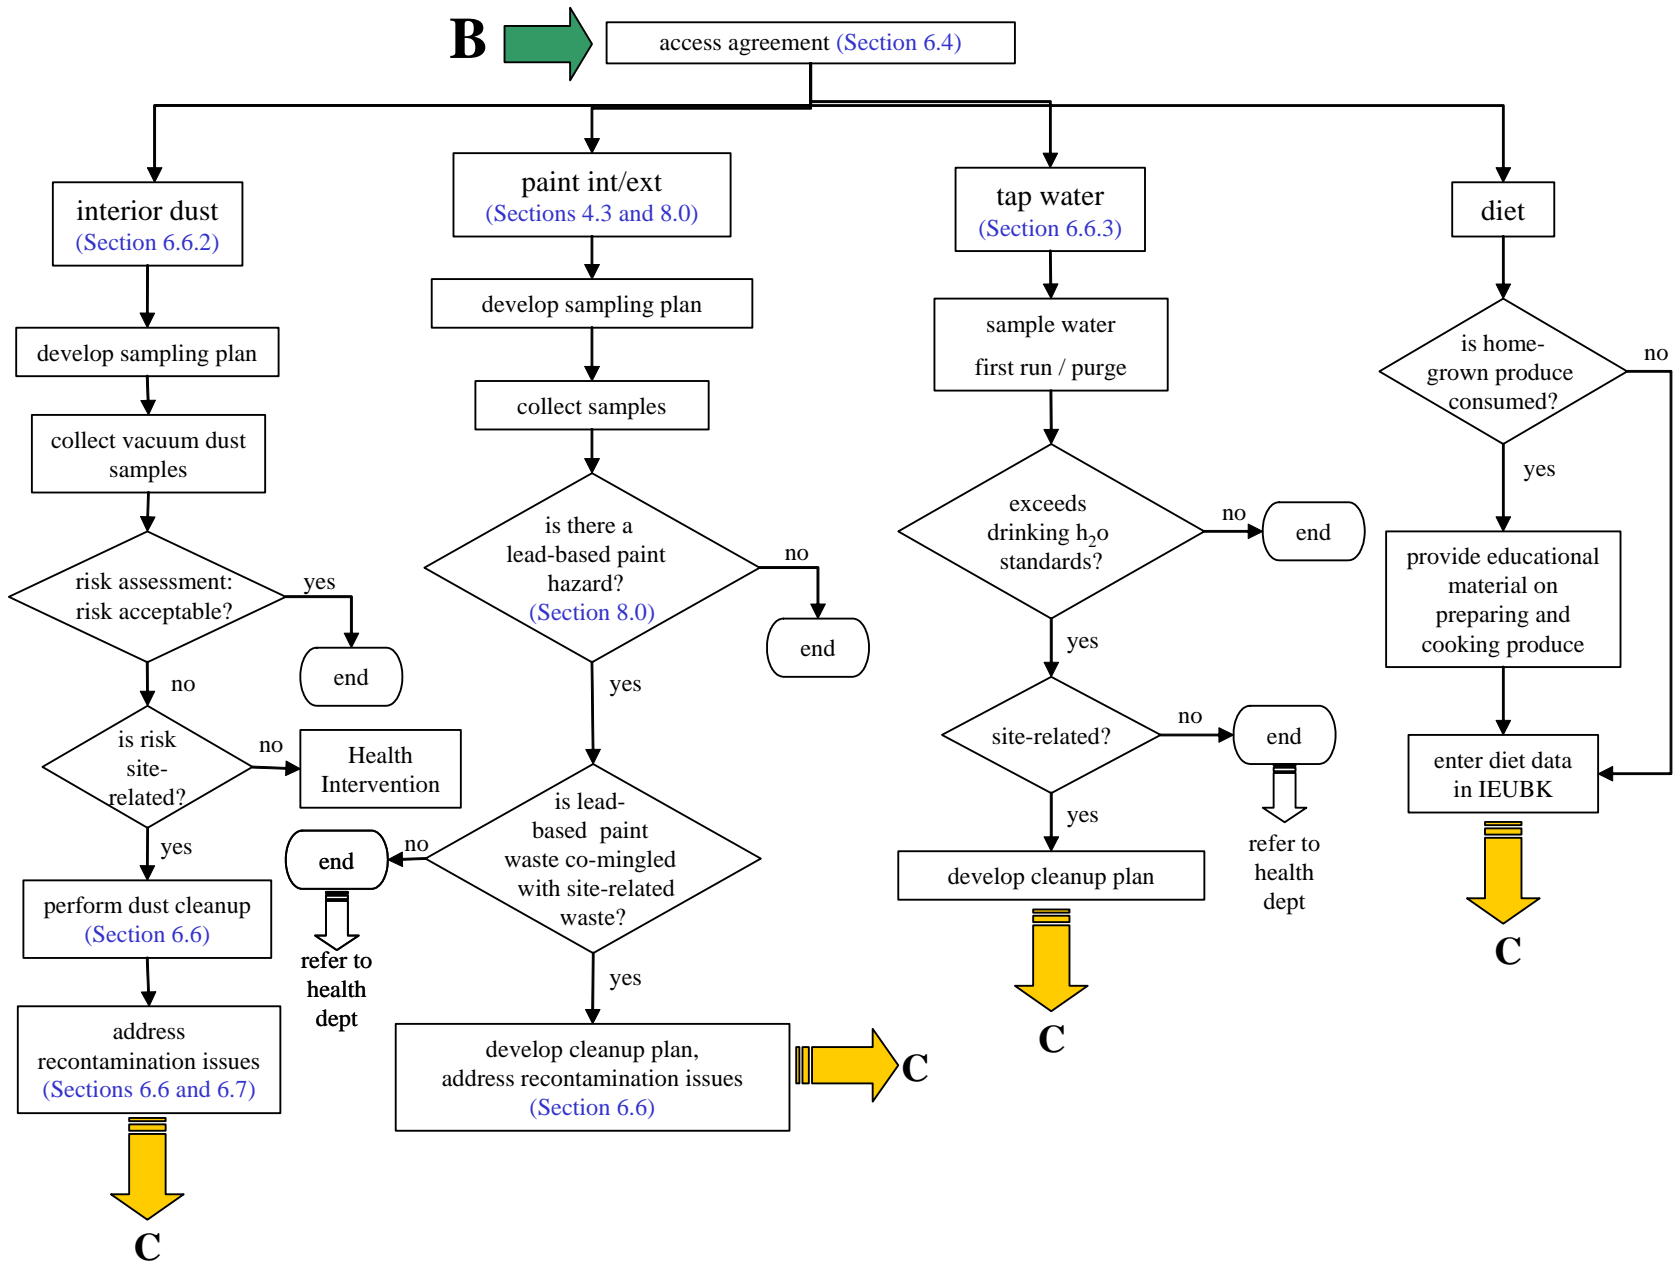 B
access agreement (Section 6.4)
interior dust
(Section 6.6.2)
develop sampling plan
collect vacuum dust
samples
risk assessment:
risk acceptable?
yes
end
no
is risk
site-
related?
no
Health
Intervention
yes
perform dust cleanup
(Section 6.6)
address
recontamination issues
(Sections 6.6 and 6.7)
C
paint int/ext
(Sections 4.3 and 8.0)
develop sampling plan
collect samples
is there a
lead-based paint
hazard?
(Section 8.0)
no
end
yes
is lead-
based paint
waste co-mingled
with site-related
waste?
no
end
refer to
health
dept
yes
develop cleanup plan,
address recontamination issues
(Section 6.6)
C
tap water
(Section 6.6.3)
sample water
first run / purge
exceeds
drinking h₂o
standards?
no
end
yes
site-related?
no
end
refer to
health
dept
yes
develop cleanup plan
C
diet
is home-
grown produce
consumed?
no
yes
provide educational
material on
preparing and
cooking produce
enter diet data
in IEUBK
C